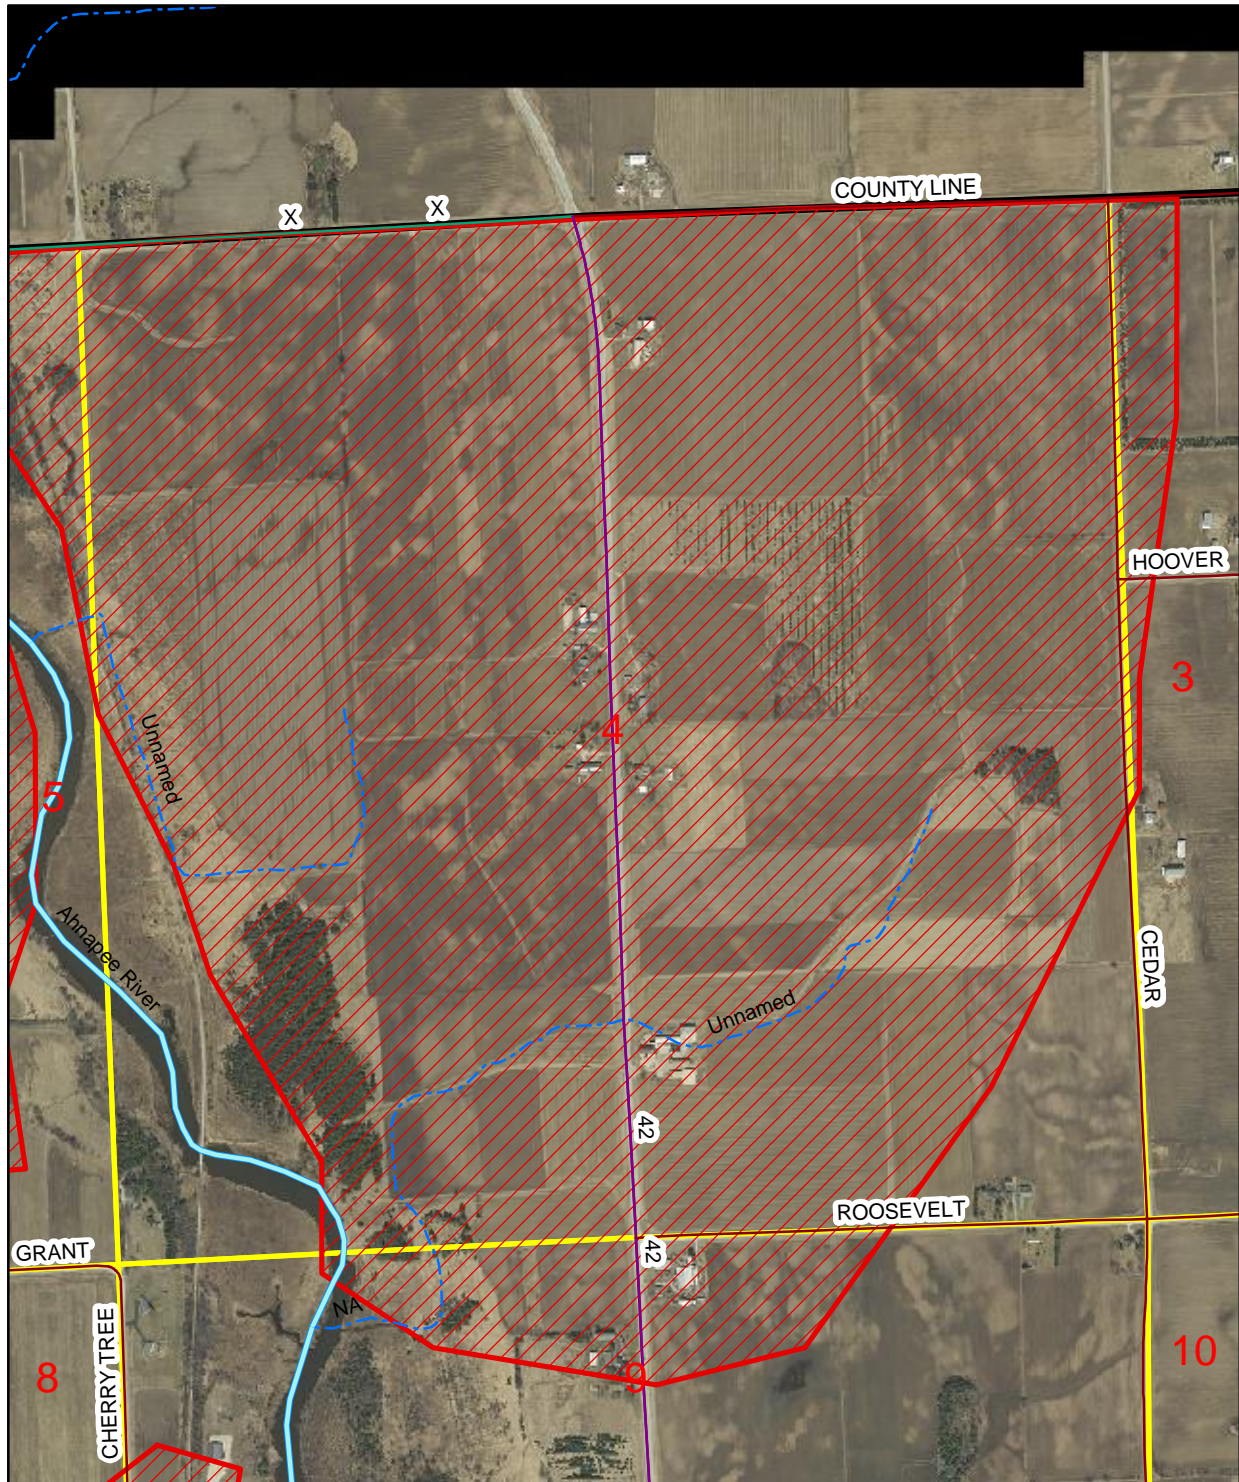 COUNTY LINE
X
X
HOOVER
3
4
Unnamed
5
Ahnapee River
CEDAR
Unnamed
42
ROOSEVELT
GRANT
42
NA
CHERRY TREE
8
9
10